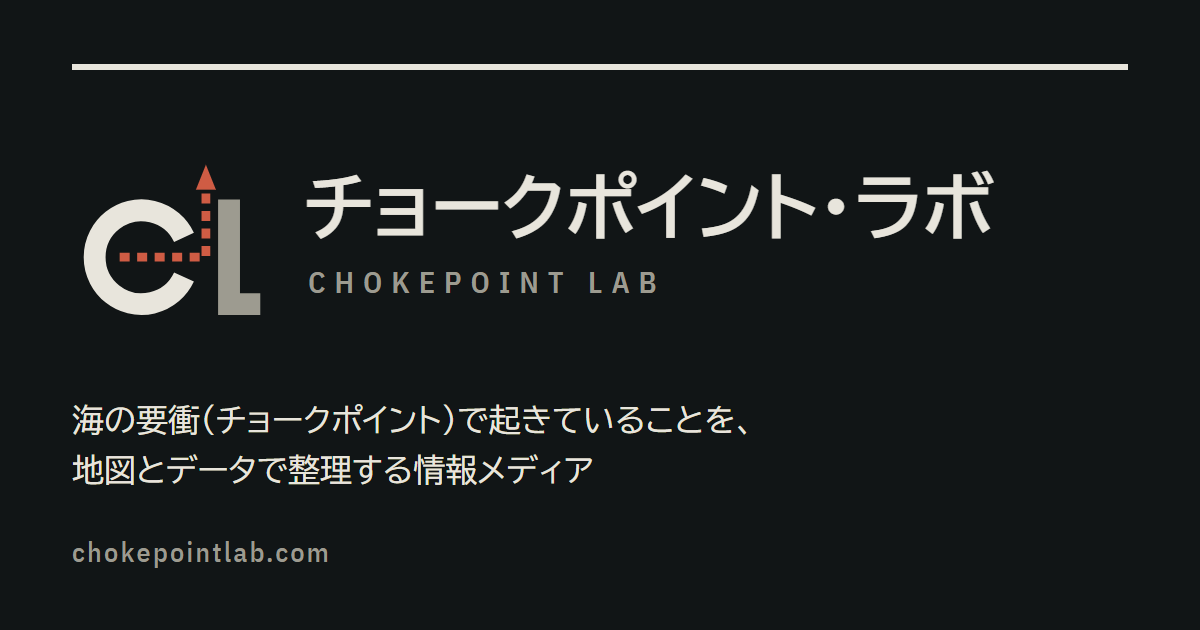 CL
チョークポイント・ラボ
CHOKEPOINT LAB
海の要衝(チョークポイント)で起きていることを、
地図とデータで整理する情報メディア
chokepointlab.com